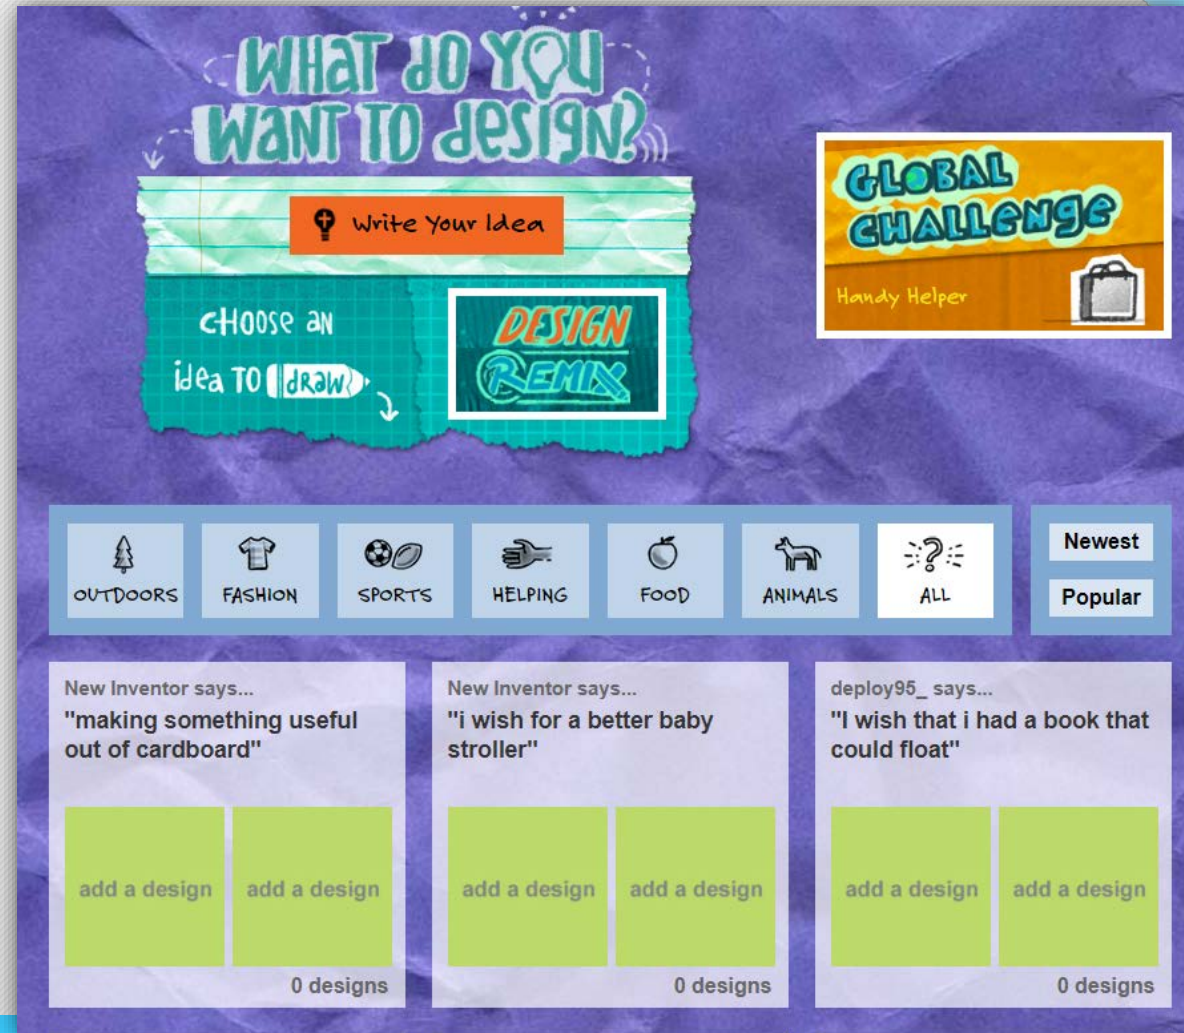 WHAT DO YOU
WANT TO DESIGN?
Write Your Idea
CHOOSE AN
IDEA TO DRAW
DESIGN
REMIX
GLOBAL
CHALLENGE
Handy Helper
OUTDOORS
FASHION
SPORTS
HELPING
FOOD
ANIMALS
ALL
Newest
Popular
New Inventor says...
"making something useful
out of cardboard"
add a design
add a design
0 designs
New Inventor says...
"i wish for a better baby
stroller"
add a design
add a design
0 designs
deploy95_ says...
"I wish that i had a book that
could float"
add a design
add a design
0 designs